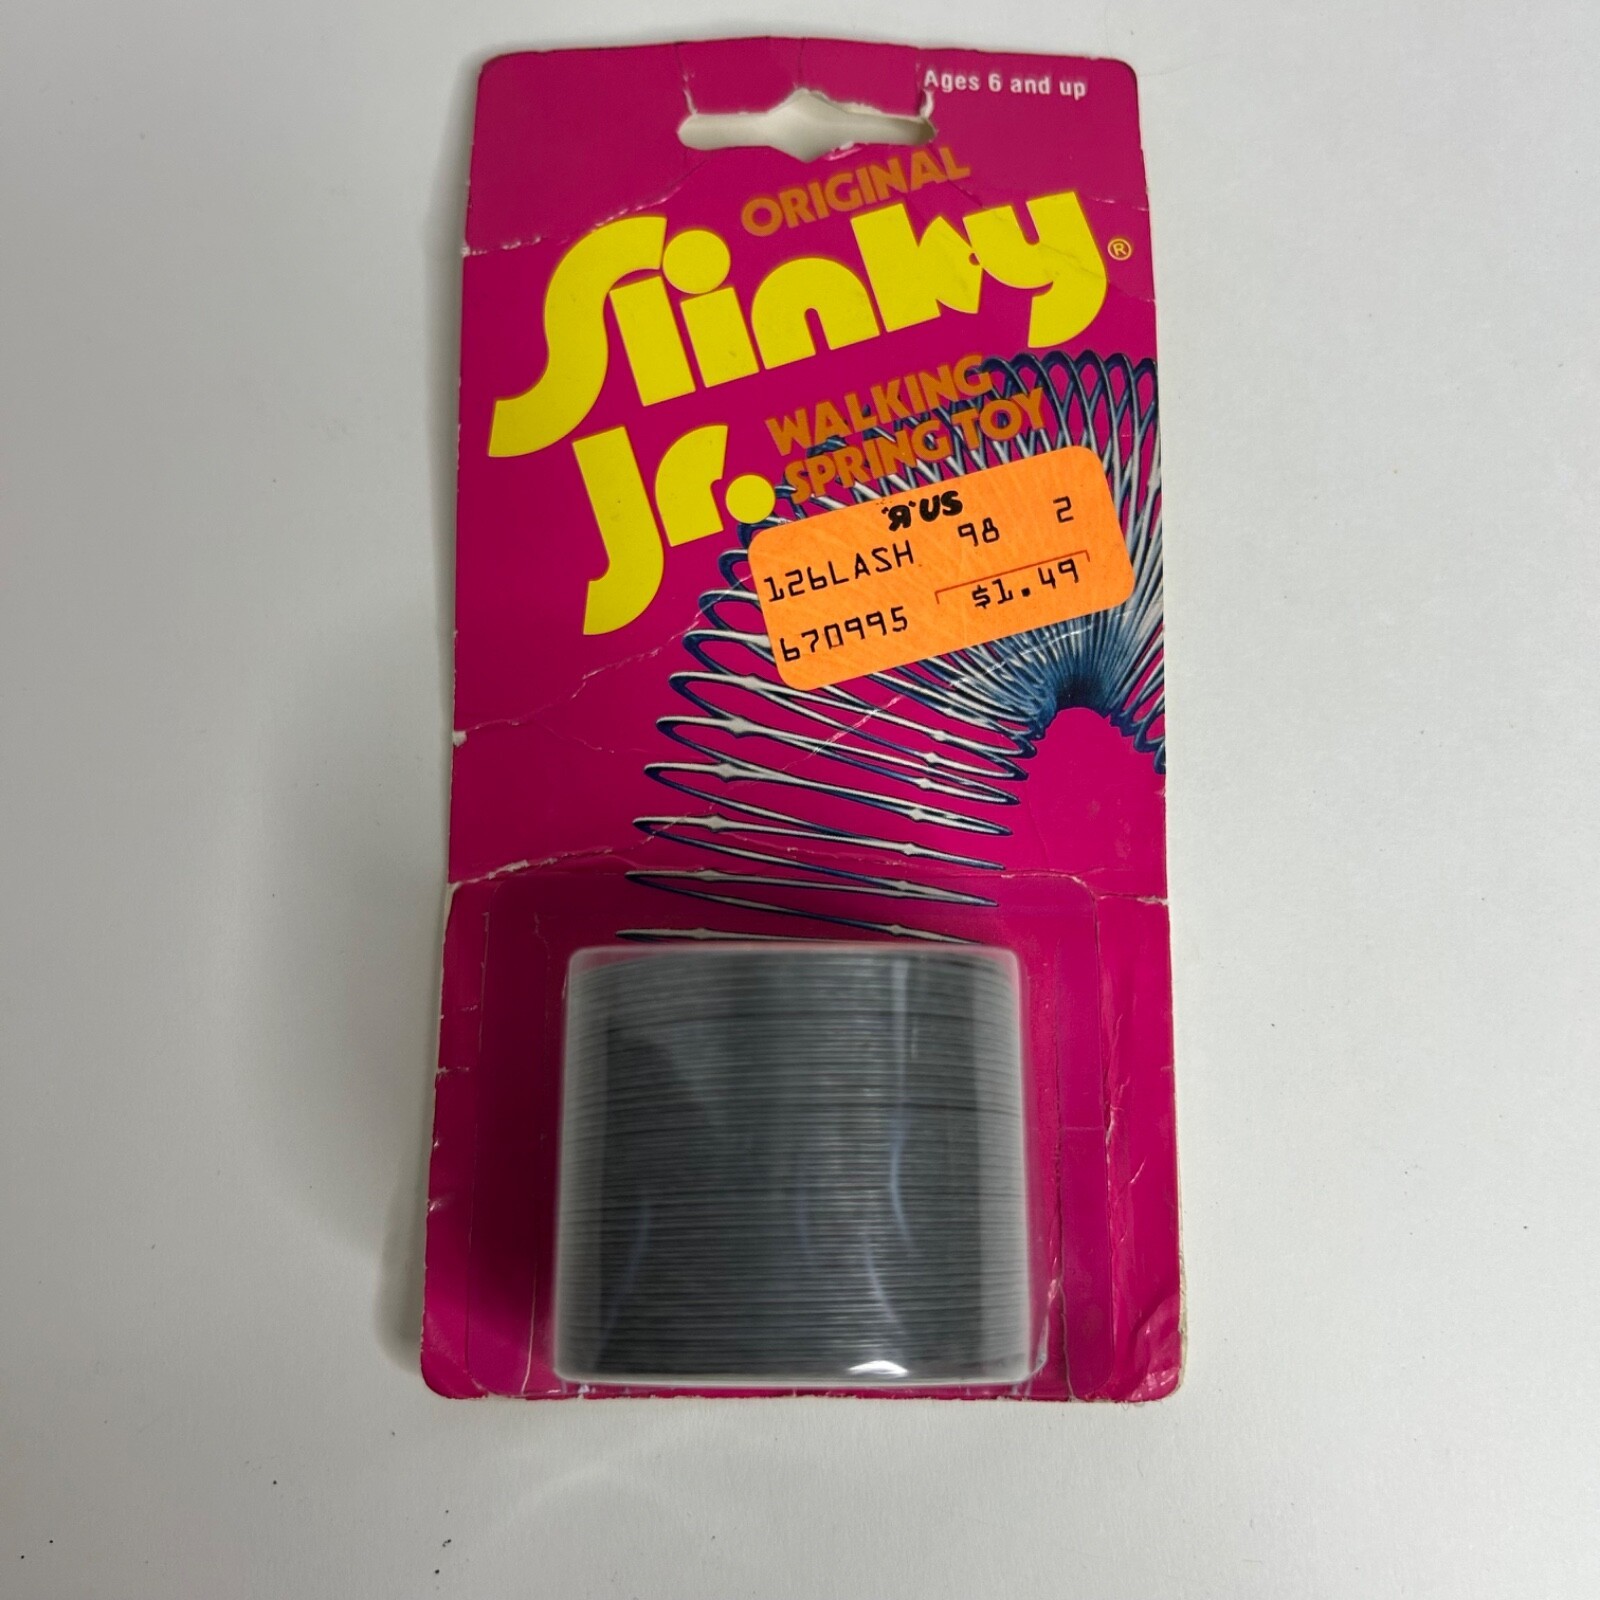 Ages 6 and up
ORIGINAL
Slinky®
Jr.
WALKING
SPRING TOY
"R"US
126LASH 98 2
670995 $1.49